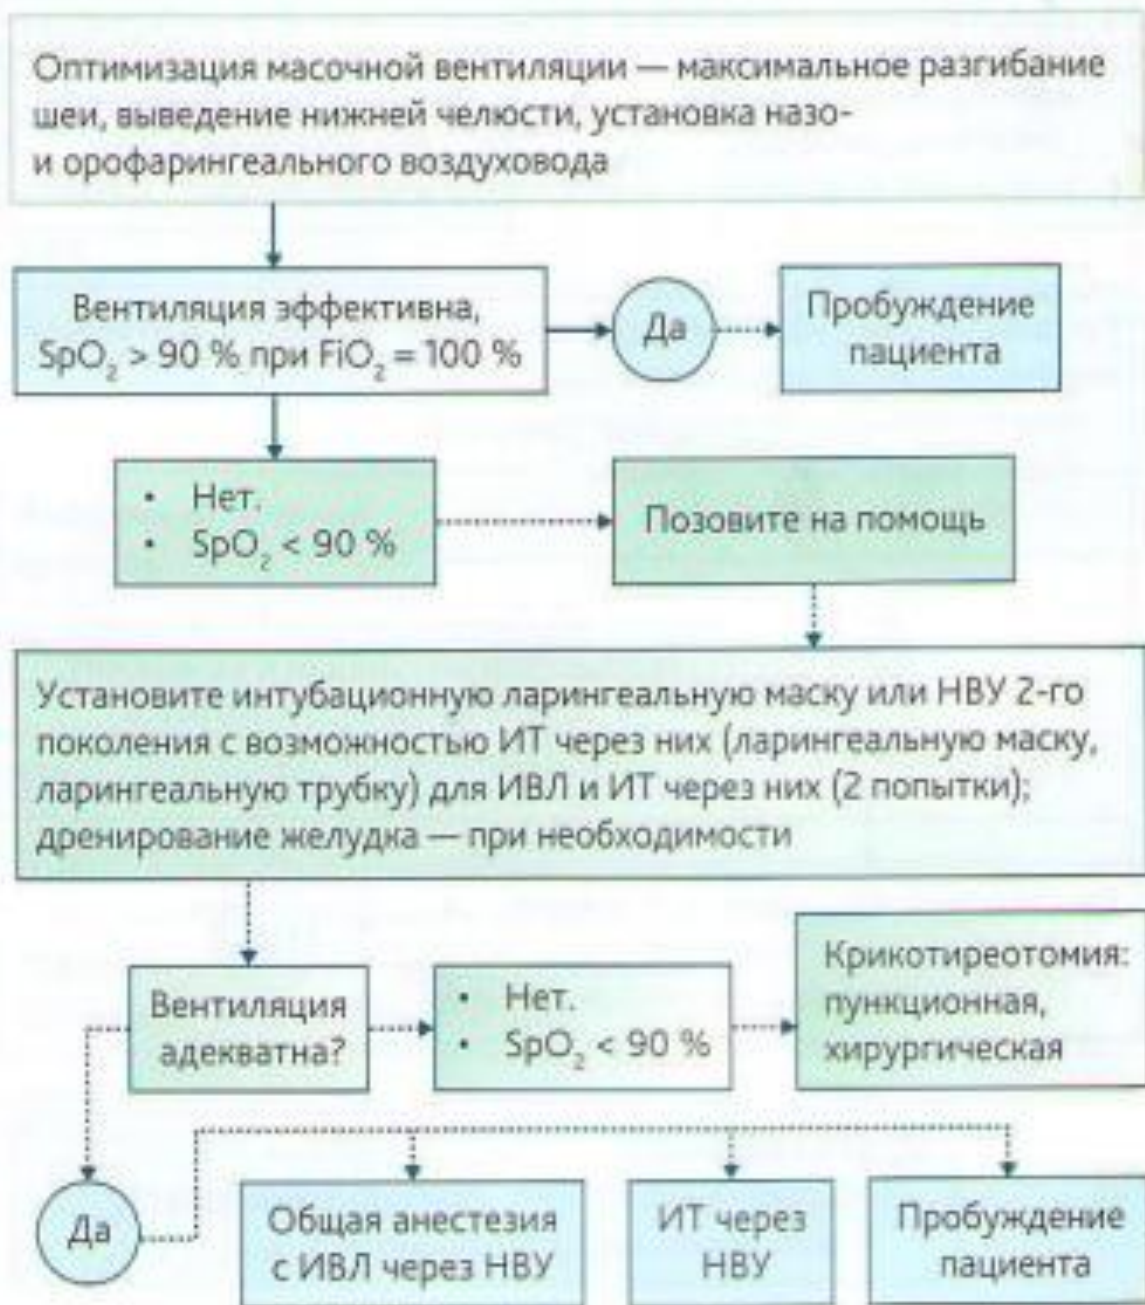 Оптимизация масочной вентиляции — максимальное разгибание
шеи, выведение нижней челюсти, установка назо-
и орофарингеального воздуховода
Вентиляция эффективна,
SpO₂ > 90 % при FiO₂ = 100 %
Да
Пробуждение
пациента
• Нет.
• SpO₂ < 90 %
Позовите на помощь
Установите интубационную ларингеальную маску или НВУ 2-го
поколения с возможностью ИТ через них (ларингеальную маску,
ларингеальную трубку) для ИВЛ и ИТ через них (2 попытки);
дренирование желудка — при необходимости
Вентиляция
адекватна?
• Нет.
• SpO₂ < 90 %
Крикотиреотомия:
пункционная,
хирургическая
Да
Общая анестезия
с ИВЛ через НВУ
ИТ через
НВУ
Пробуждение
пациента